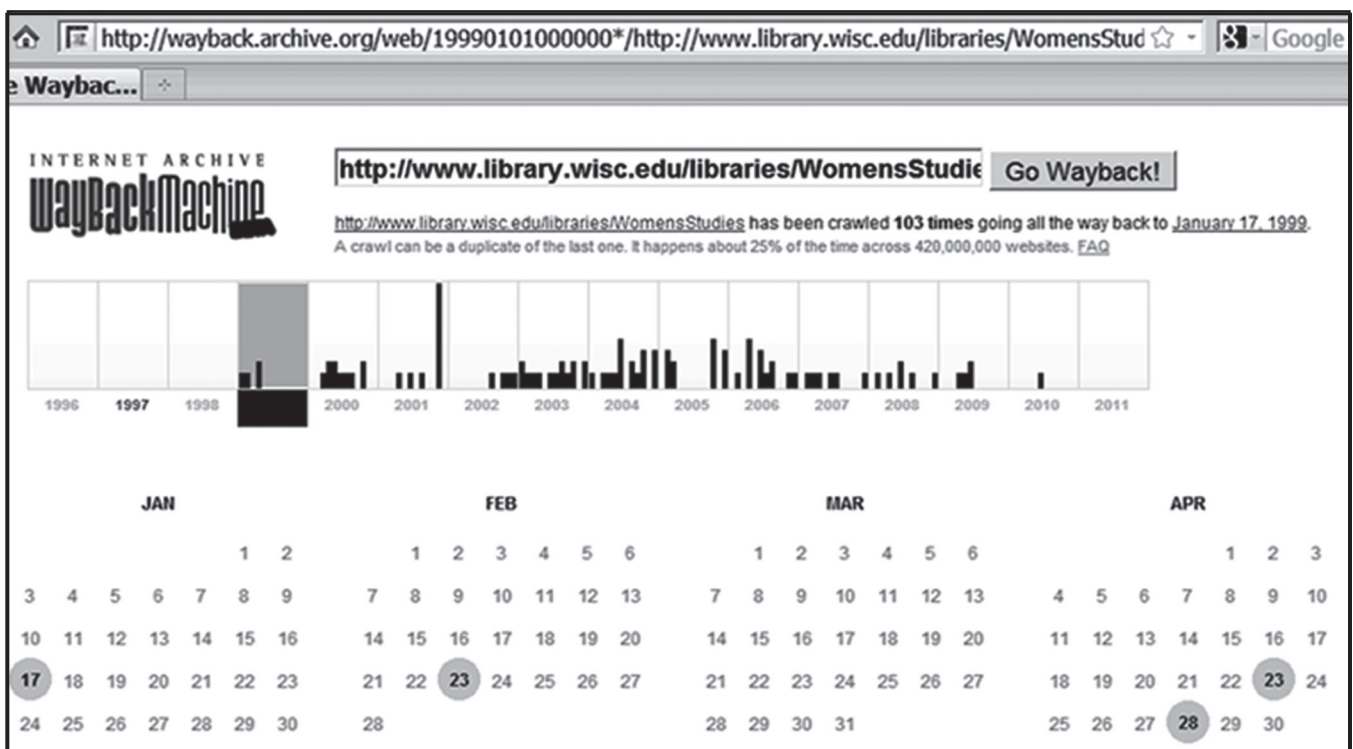 http://wayback.archive.org/web/19990101000000*/http://www.library.wisc.edu/libraries/WomensStud Google
e Waybac...
INTERNET ARCHIVE
WayBackMachine
http://www.library.wisc.edu/libraries/WomensStudie Go Wayback!
http://www.library.wisc.edu/libraries/WomensStudies has been crawled 103 times going all the way back to January 17, 1999.
A crawl can be a duplicate of the last one. It happens about 25% of the time across 420,000,000 websites. FAQ
1996 1997 1998 2000 2001 2002 2003 2004 2005 2006 2007 2008 2009 2010 2011
JAN FEB MAR APR
1 2 1 2 3 4 5 6 1 2 3 4 5 6 1 2 3
3 4 5 6 7 8 9 7 8 9 10 11 12 13 7 8 9 10 11 12 13 4 5 6 7 8 9 10
10 11 12 13 14 15 16 14 15 16 17 18 19 20 14 15 16 17 18 19 20 11 12 13 14 15 16 17
17 18 19 20 21 22 23 21 22 23 24 25 26 27 21 22 23 24 25 26 27 18 19 20 21 22 23 24
24 25 26 27 28 29 30 28 28 29 30 31 25 26 27 28 29 30